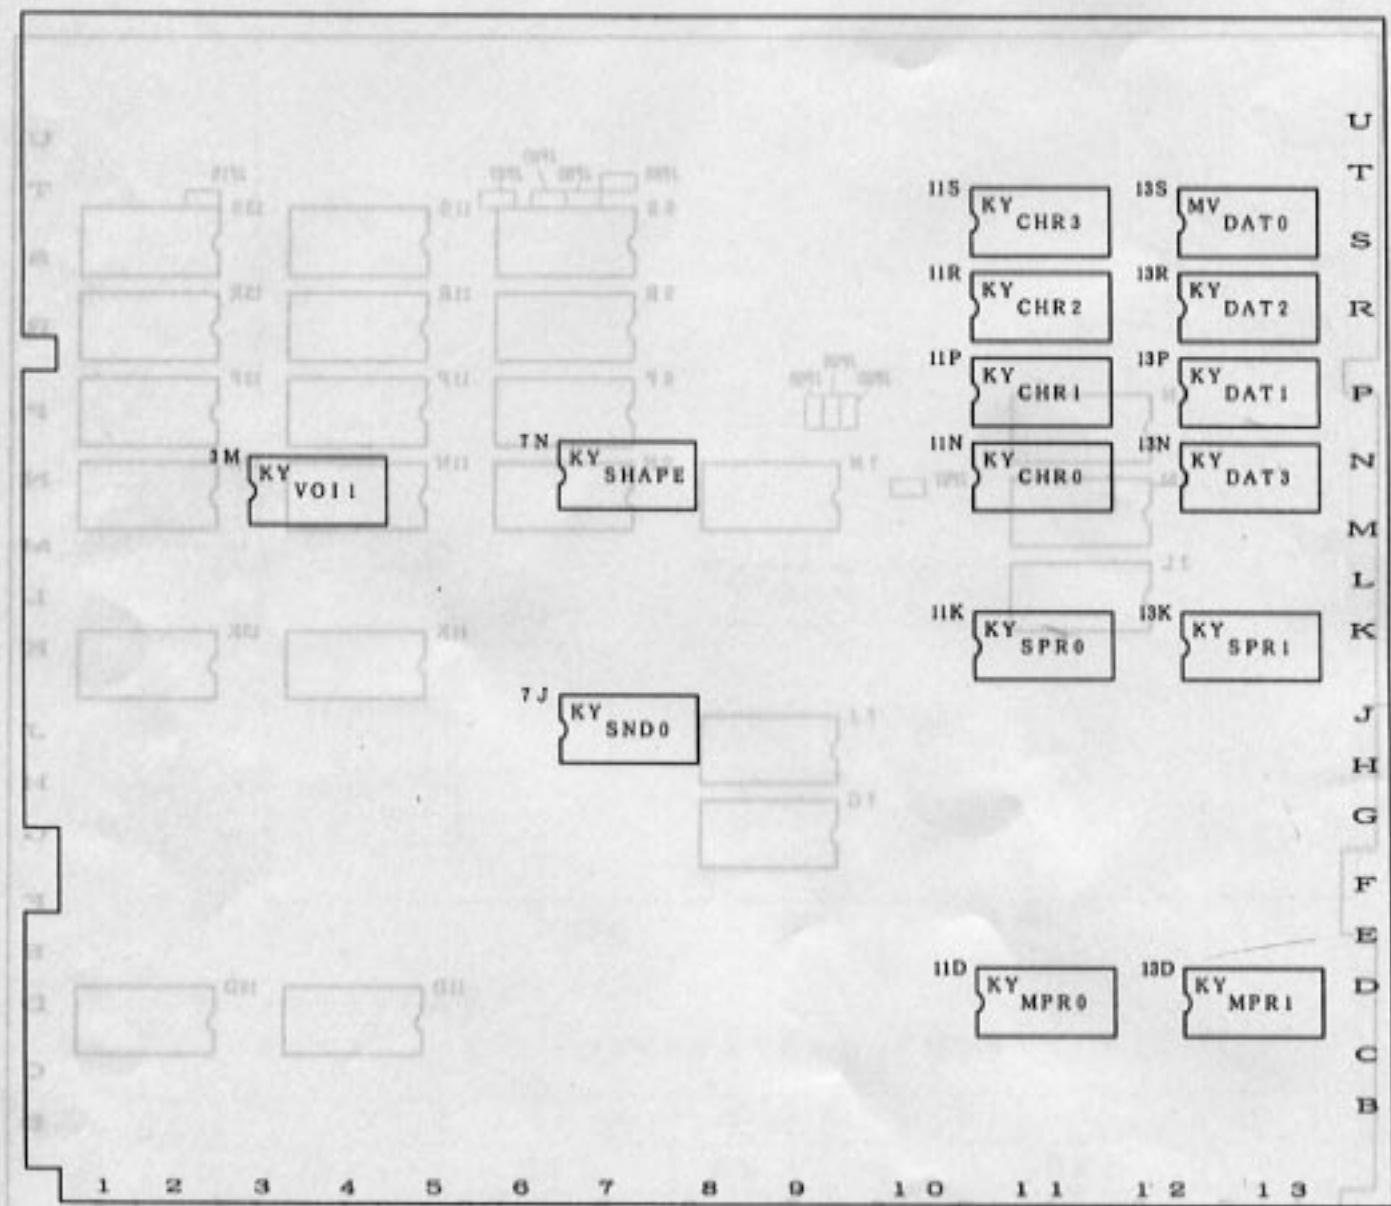 U
T
11S KY CHR3 13S MV DAT0
S
11R KY CHR2 13R KY DAT2 R
11P KY CHR1 13P KY DAT1 P
3M KY VOI1 7N KY SHAPE 11N KY CHR0 13N KY DAT3 N
M
L
11K KY SPR0 13K KY SPR1 K
7J KY SND0 J
H
G
F
E
11D KY MPR0 13D KY MPR1 D
C
B
1 2 3 4 5 6 7 8 9 10 11 12 13